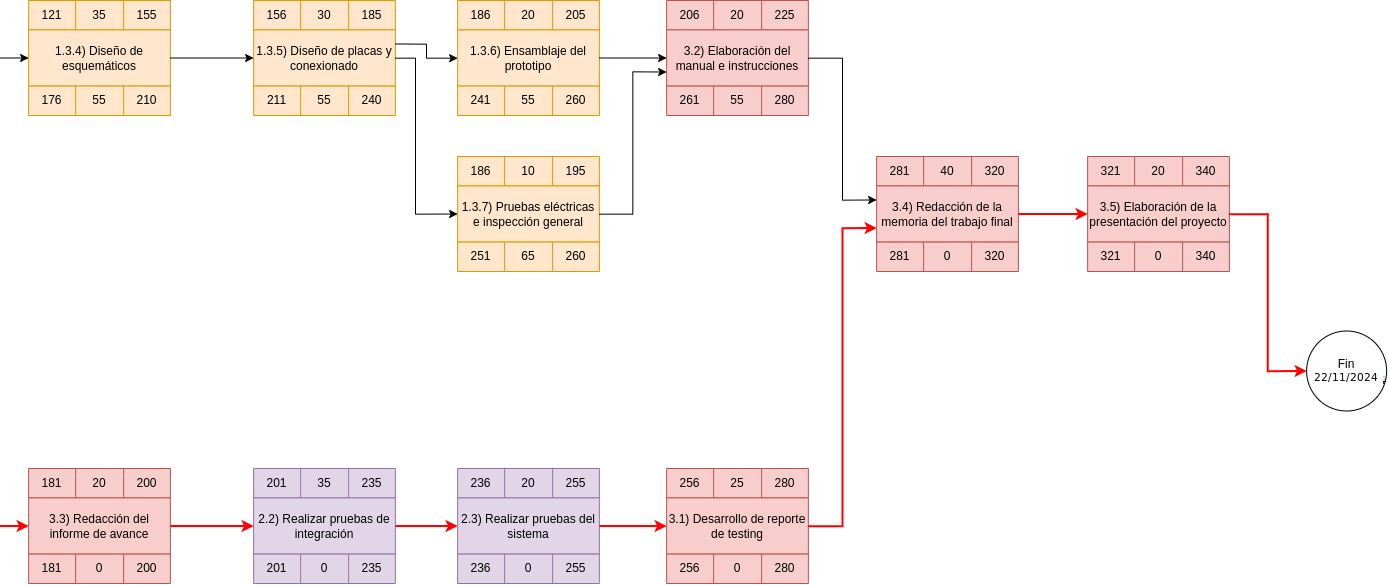 121 35 155
1.3.4) Diseño de
esquemáticos
176 55 210
156 30 185
1.3.5) Diseño de placas y
conexionado
211 55 240
186 20 205
1.3.6) Ensamblaje del
prototipo
241 55 260
206 20 225
3.2) Elaboración del
manual e instrucciones
261 55 280
186 10 195
1.3.7) Pruebas eléctricas
e inspección general
251 65 260
281 40 320
3.4) Redacción de la
memoria del trabajo final
281 0 320
321 20 340
3.5) Elaboración de la
presentación del proyecto
321 0 340
Fin
22/11/2024
181 20 200
3.3) Redacción del
informe de avance
181 0 200
201 35 235
2.2) Realizar pruebas de
integración
201 0 235
236 20 255
2.3) Realizar pruebas del
sistema
236 0 255
256 25 280
3.1) Desarrollo de reporte
de testing
256 0 280